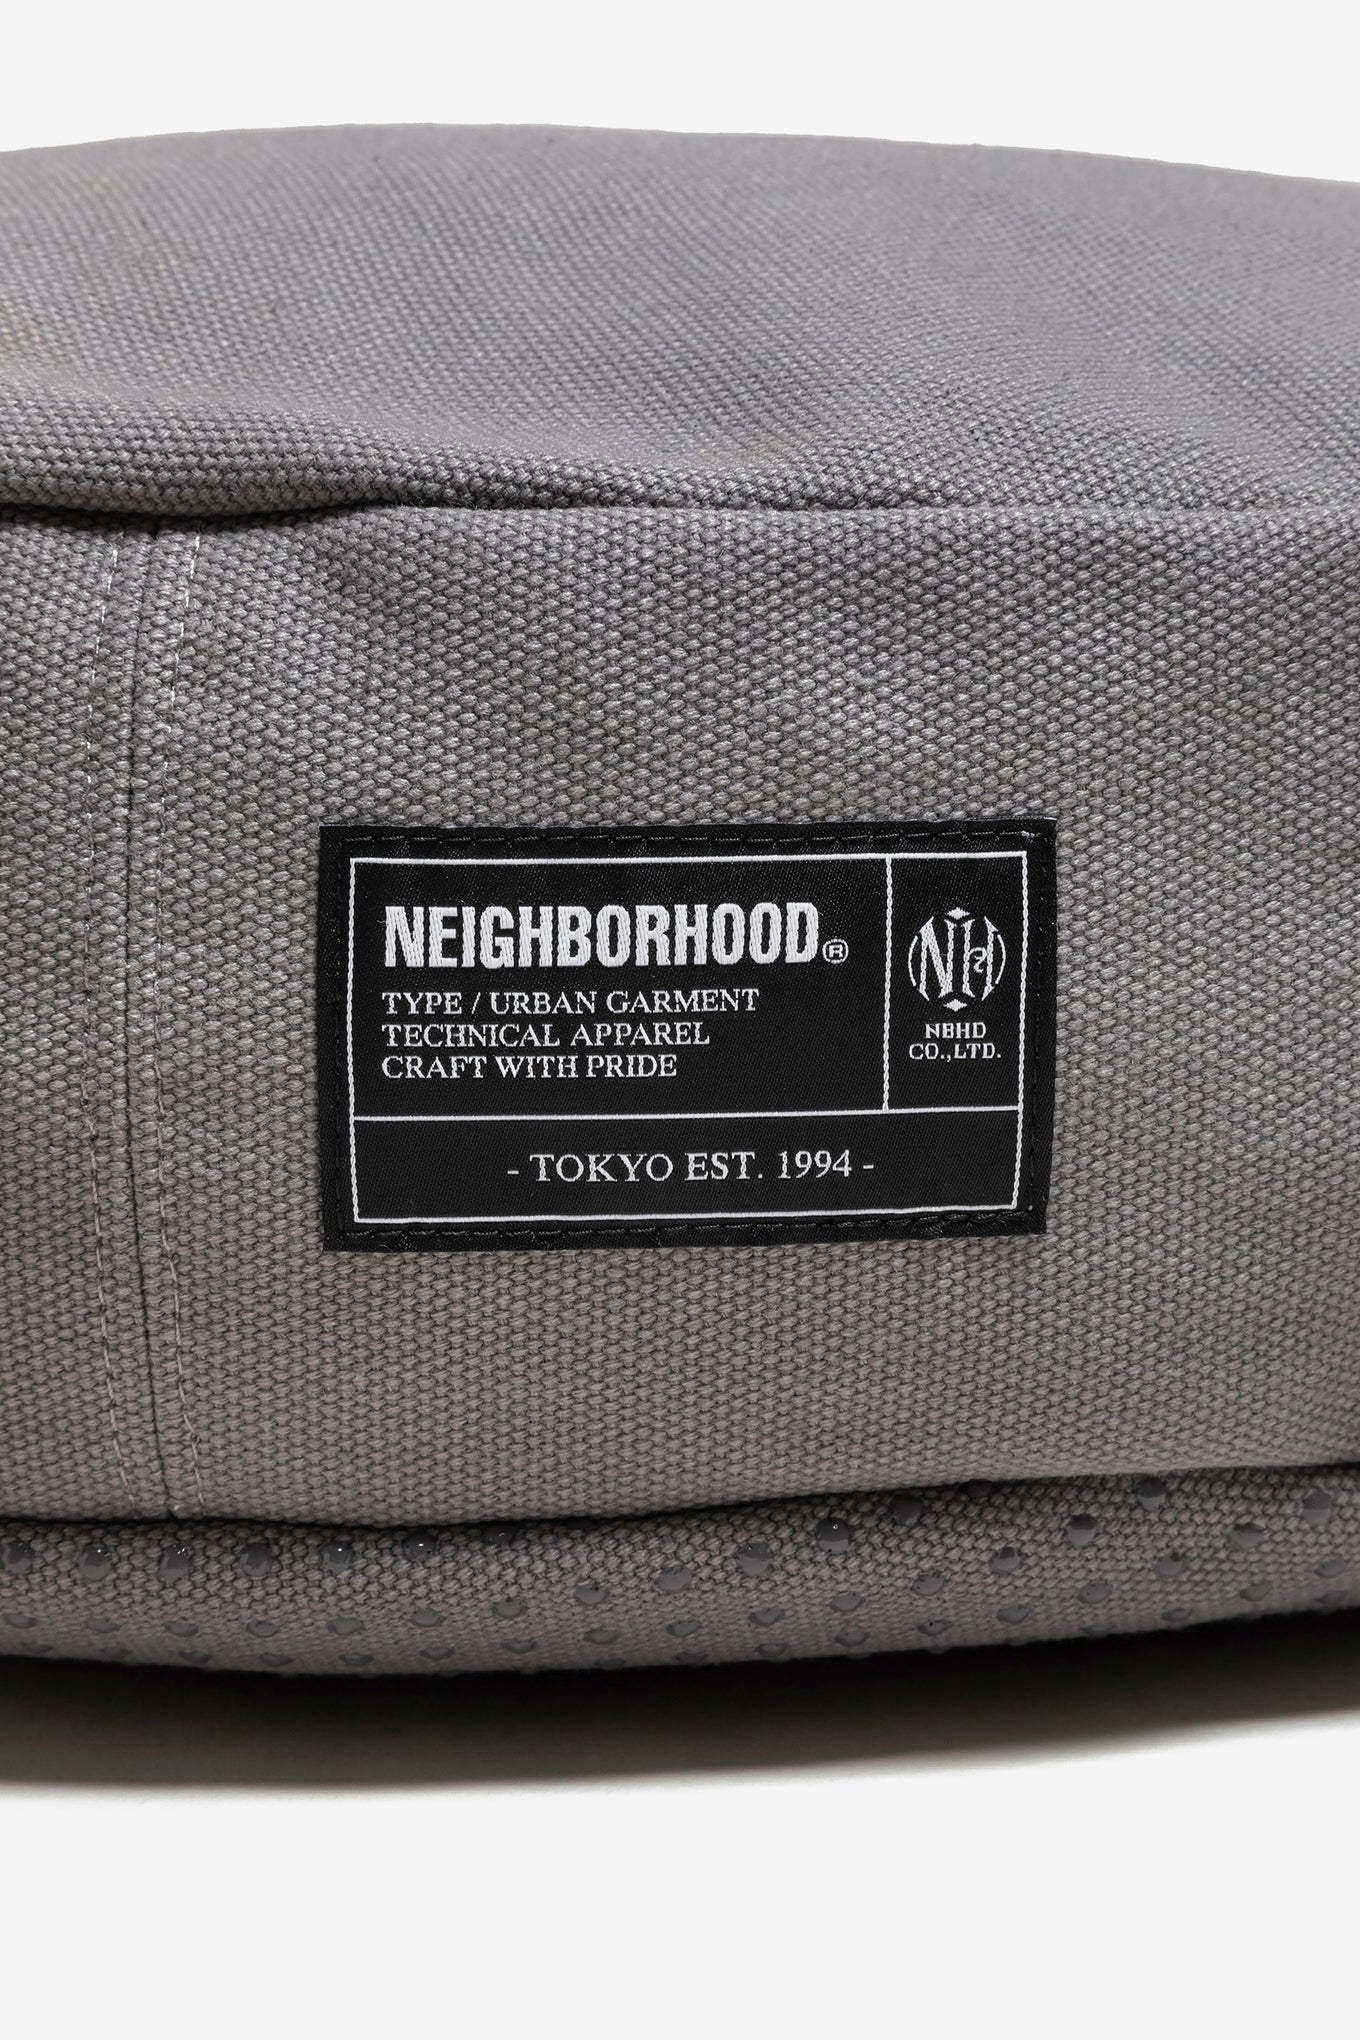 NEIGHBORHOOD®
TYPE / URBAN GARMENT
TECHNICAL APPAREL
CRAFT WITH PRIDE
NH
NBHD
CO.,LTD.
- TOKYO EST. 1994 -